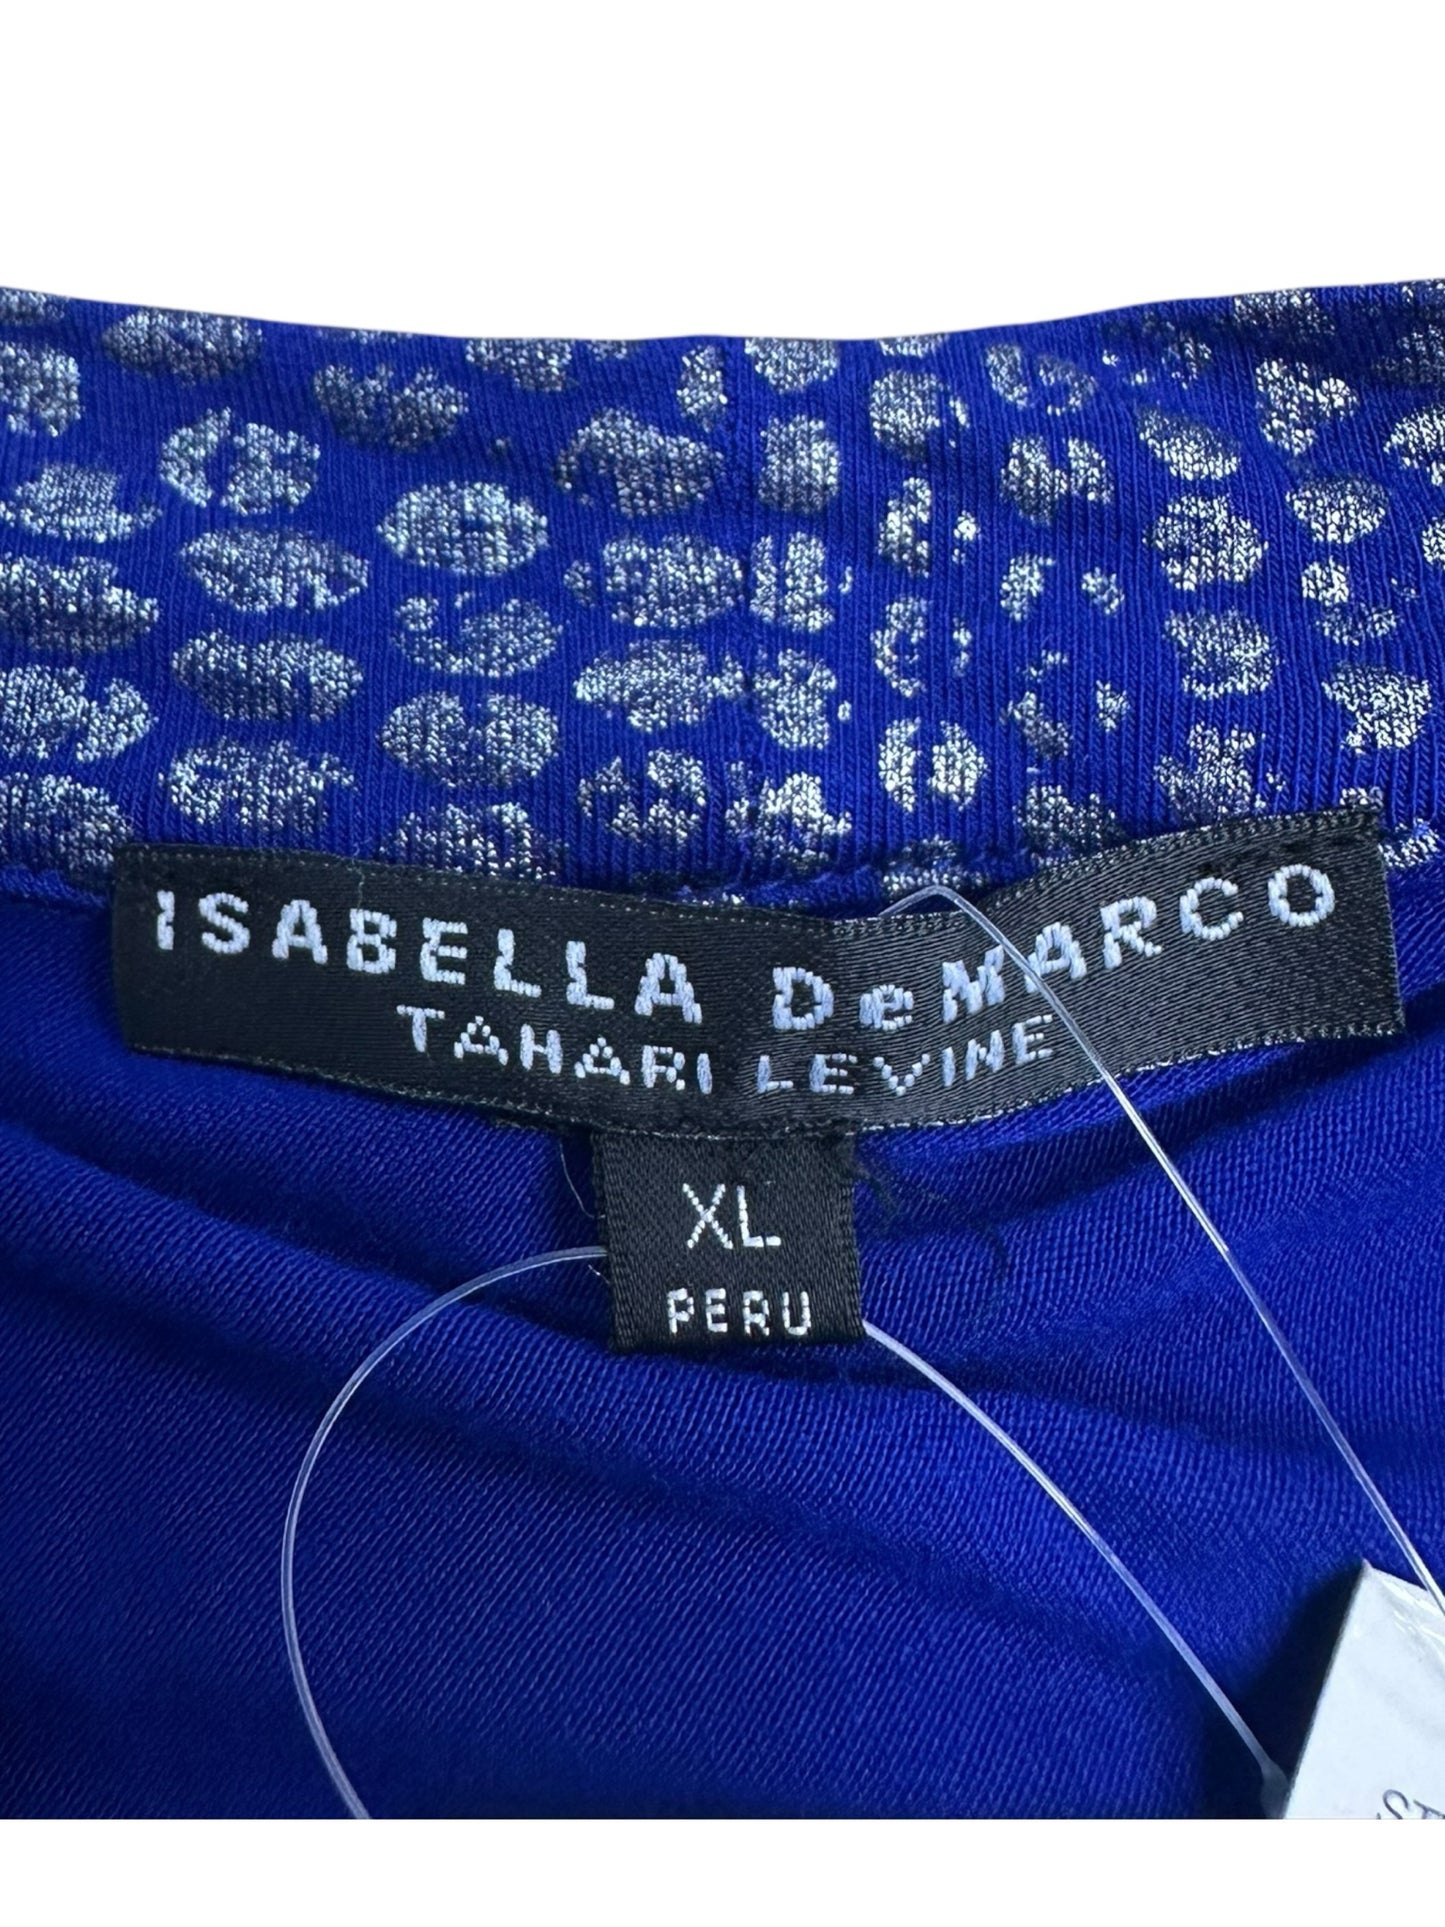 ISABELLA DeMARCO
TAHARI LEVINE
XL
PERU